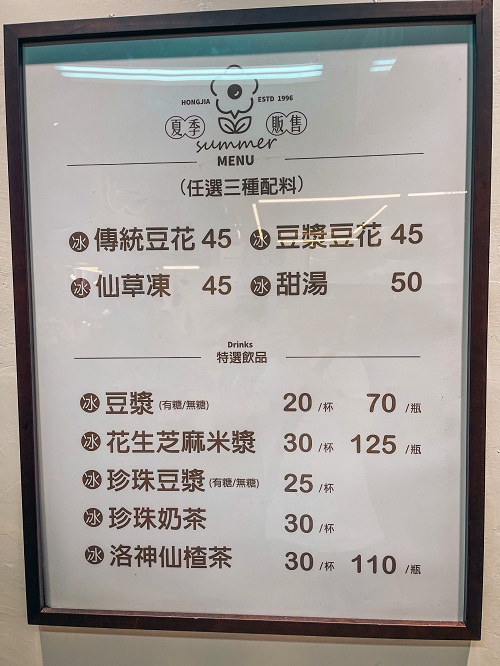 HONGJIA ESTD 1996
夏季 販售
summer
MENU
(任選三種配料)
冰 傳統豆花 45 冰 豆漿豆花 45
冰 仙草凍 45 冰 甜湯 50
Drinks
特選飲品
冰 豆漿 (有糖/無糖) 20 /杯 70 /瓶
冰 花生芝麻米漿 30 /杯 125 /瓶
冰 珍珠豆漿 (有糖/無糖) 25 /杯
冰 珍珠奶茶 30 /杯
冰 洛神仙楂茶 30 /杯 110 /瓶